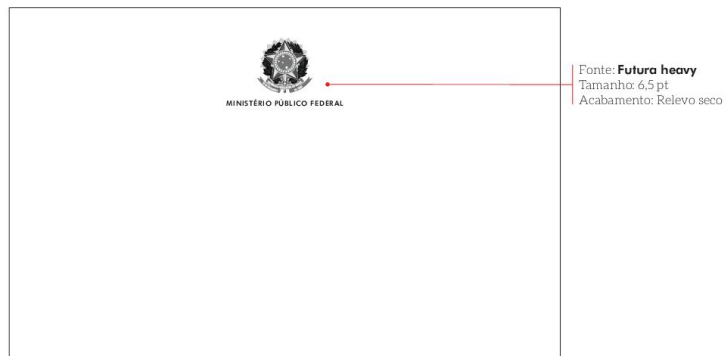 MINISTÉRIO PÚBLICO FEDERAL
Fonte: Futura heavy
Tamanho: 6,5 pt
Acabamento: Relevo seco